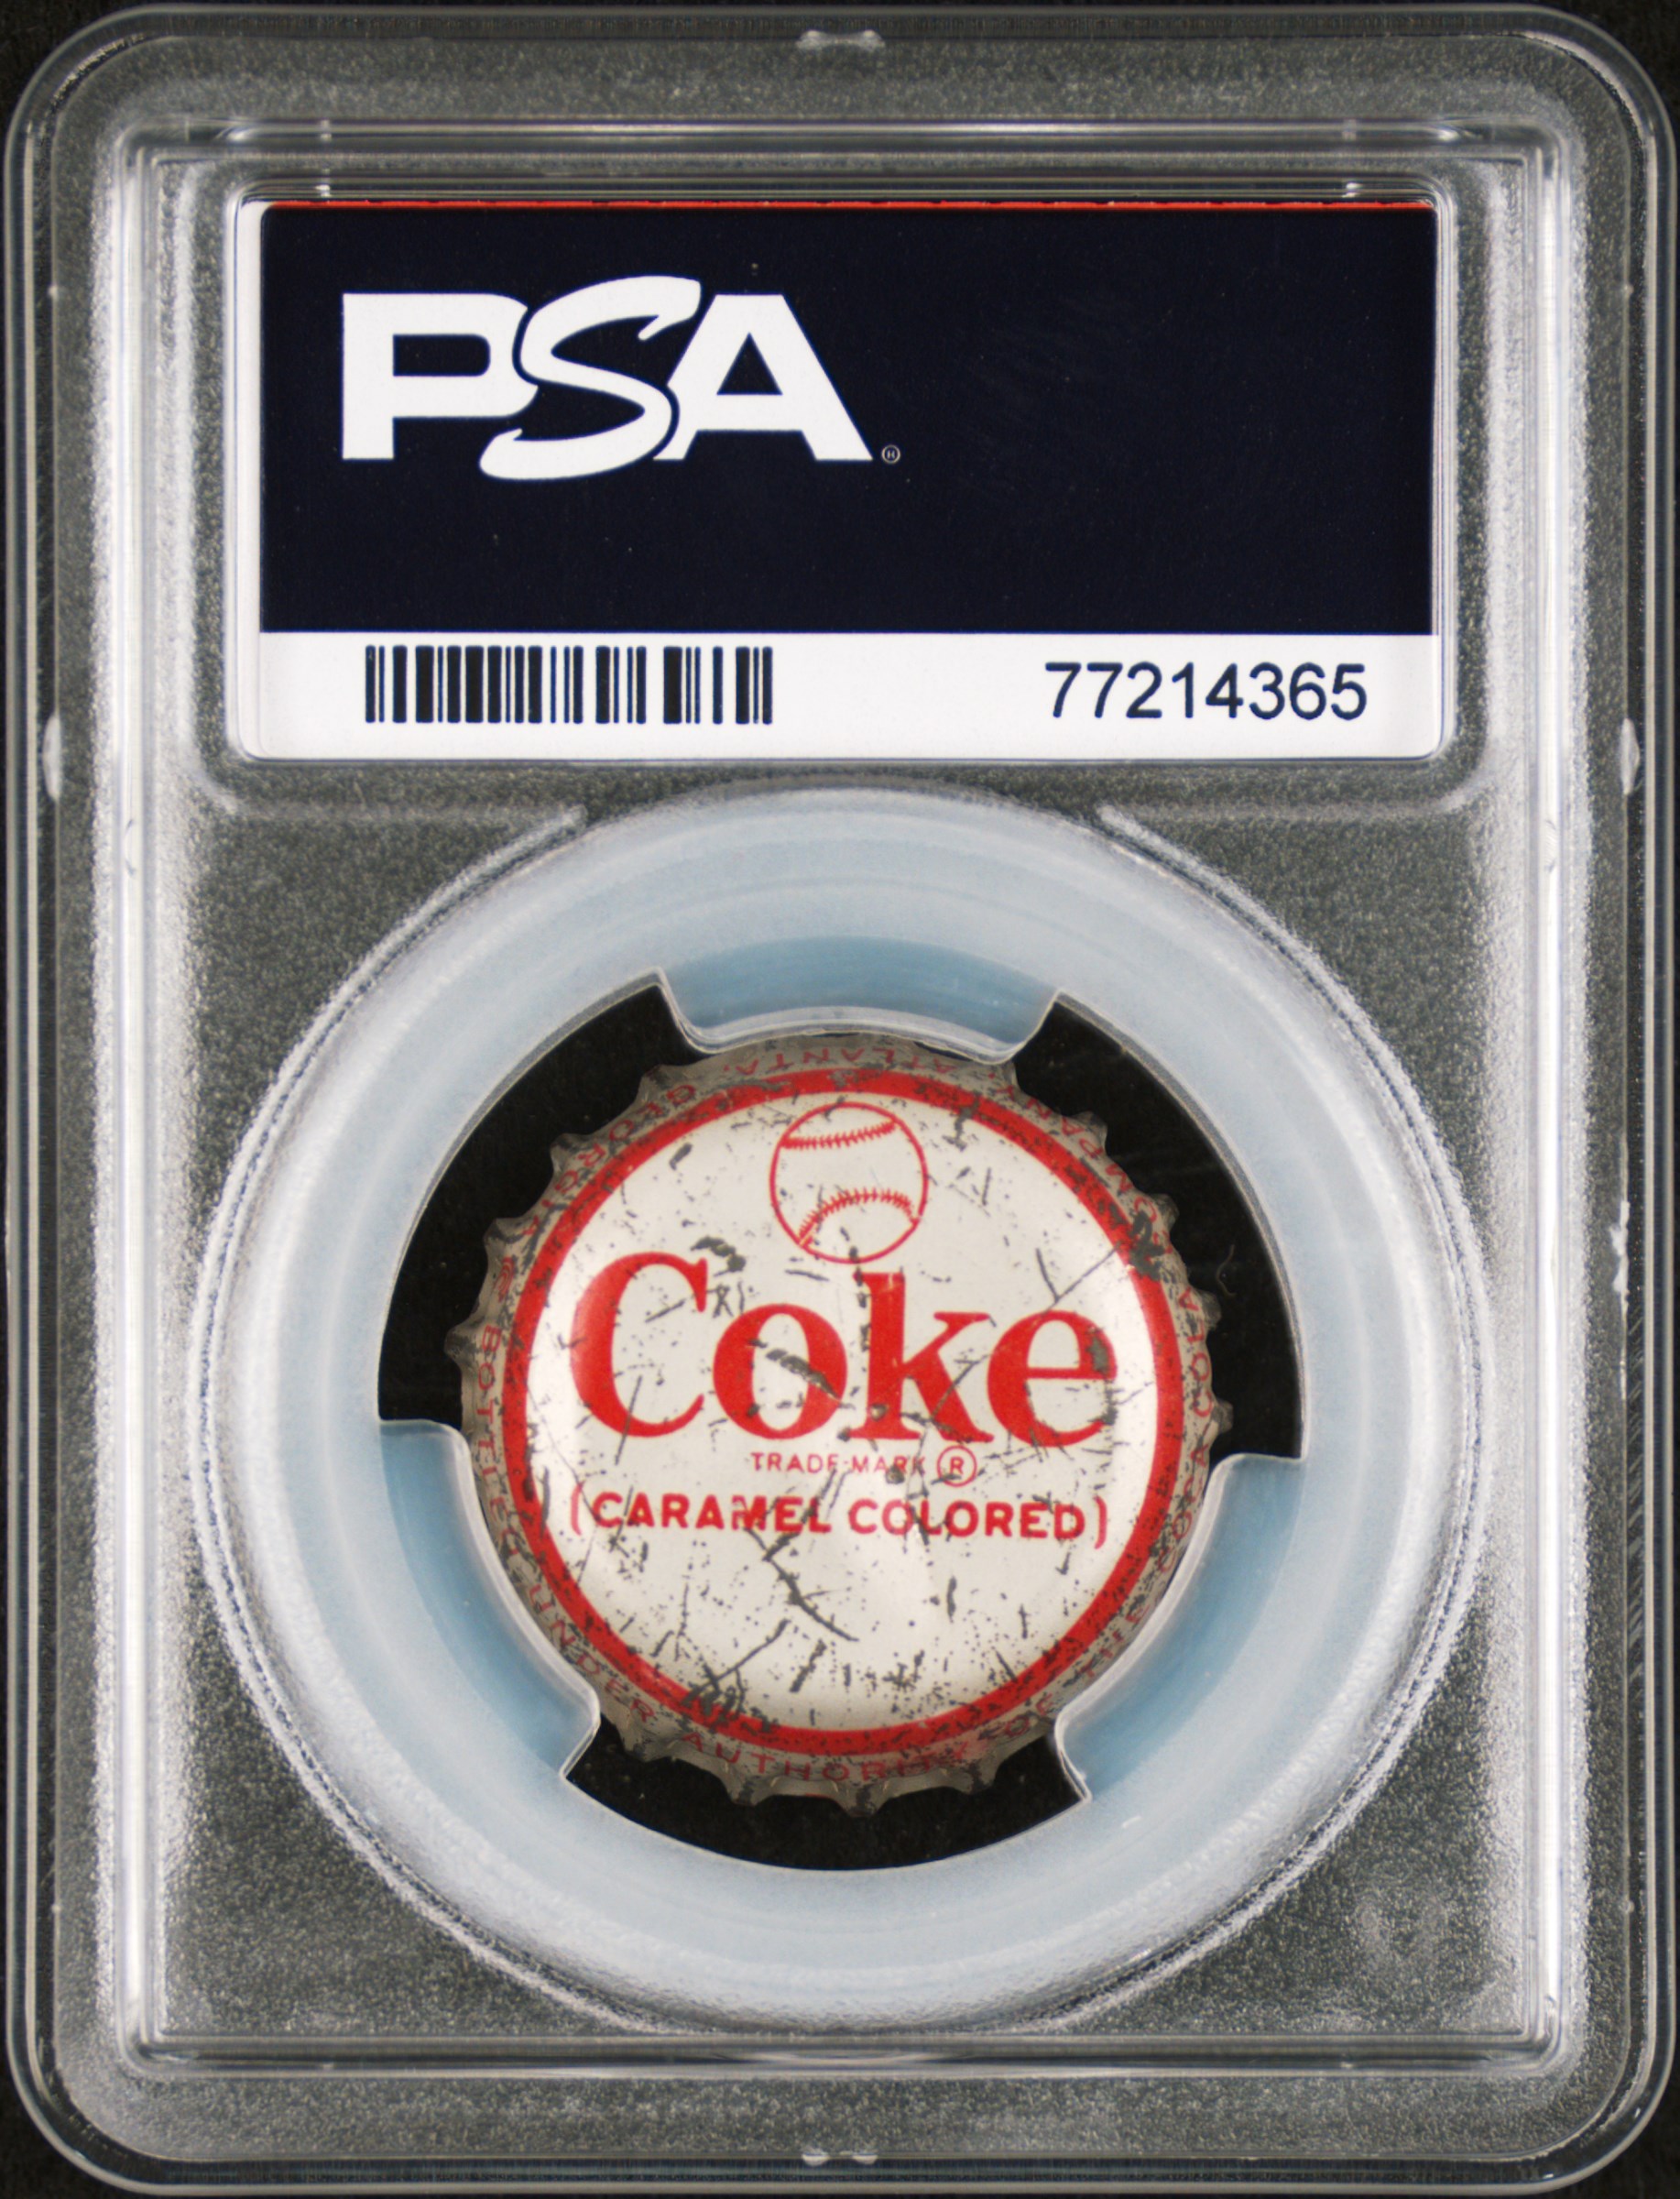 PSA®
77214365
Coke
TRADE-MARK ®
(CARAMEL COLORED)
BOTTLED UNDER AUTHORITY OF THE COCA-COLA COMPANY, ATLANTA, GEORGIA